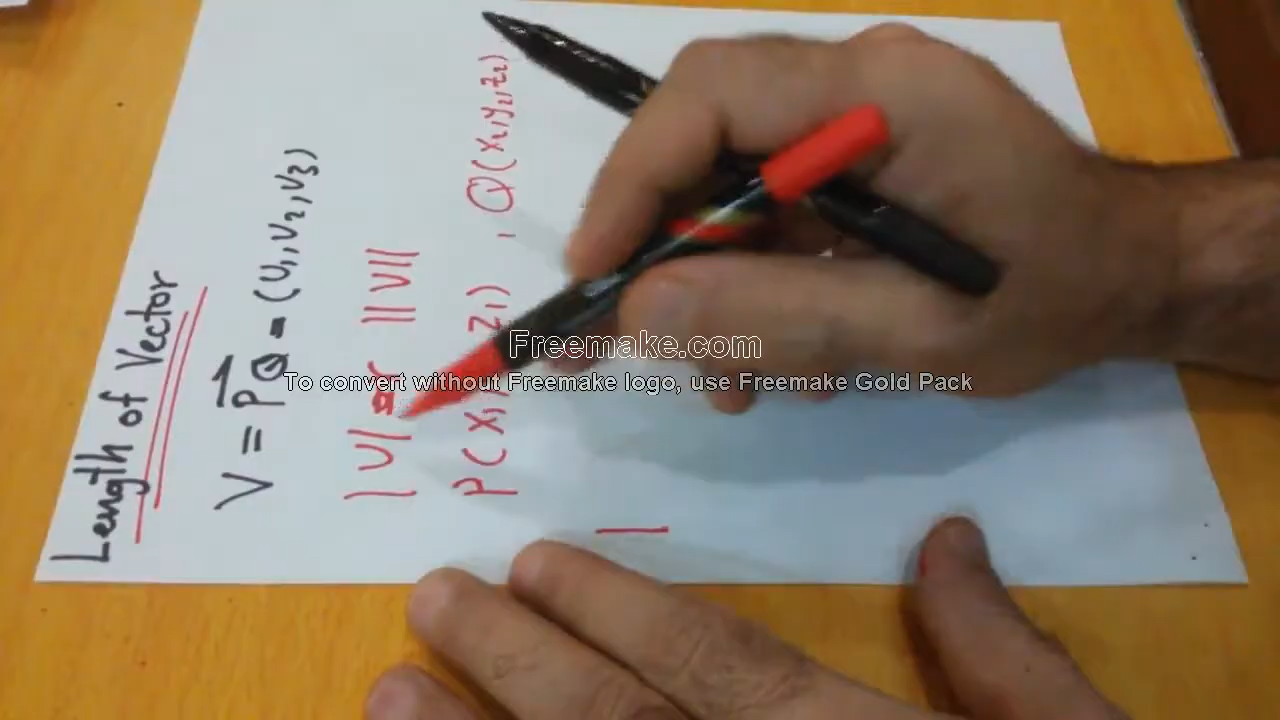 Length of Vector
V = PQ = (V1, V2, V3)
|V| or ||V||
P(x1, z1), Q(x2, y2, z2)
|
Freemake.com
To convert without Freemake logo, use Freemake Gold Pack